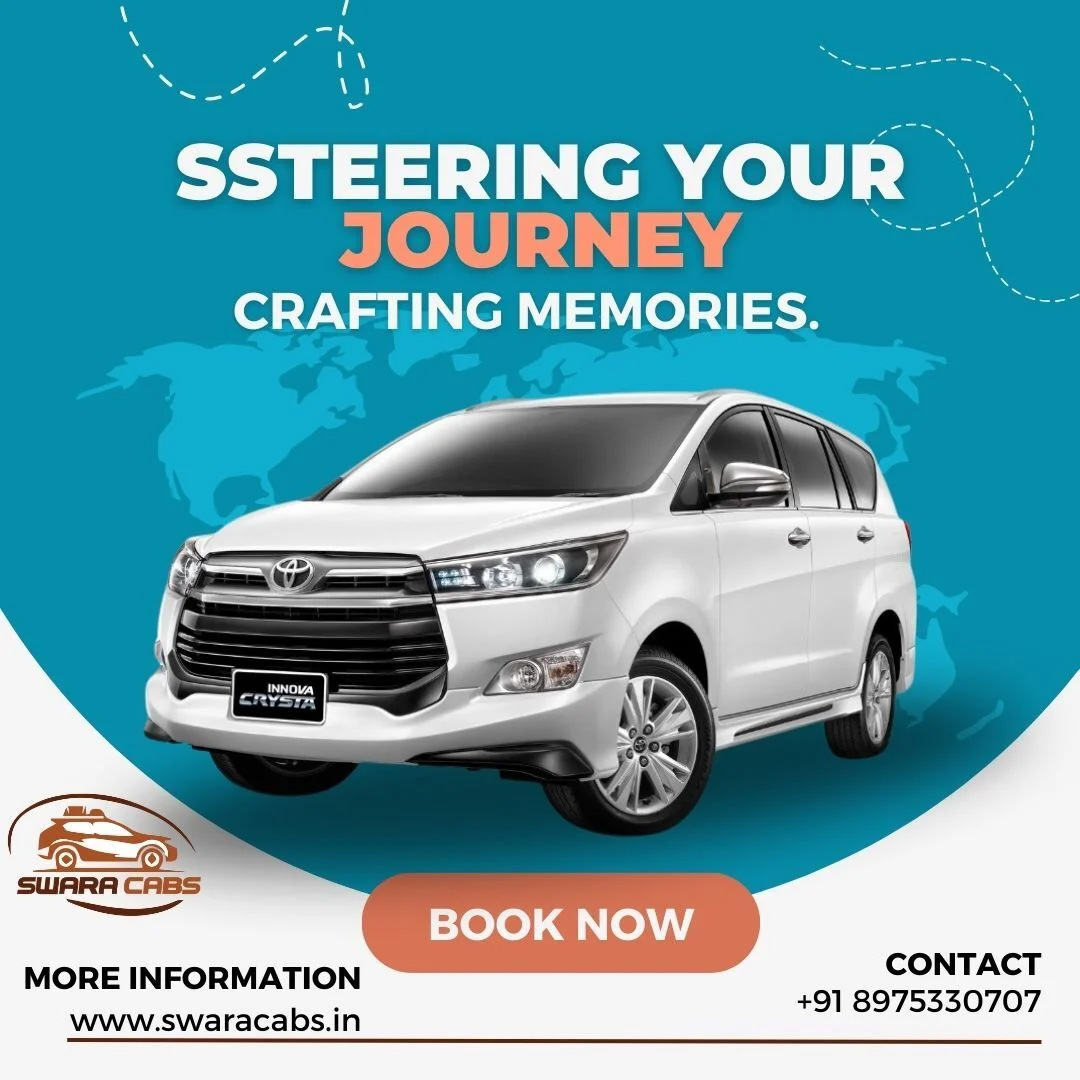 SSTEERING YOUR
JOURNEY
CRAFTING MEMORIES.
INNOVA
CRYSTA
SWARA CABS
BOOK NOW
MORE INFORMATION
www.swaracabs.in
CONTACT
+91 8975330707